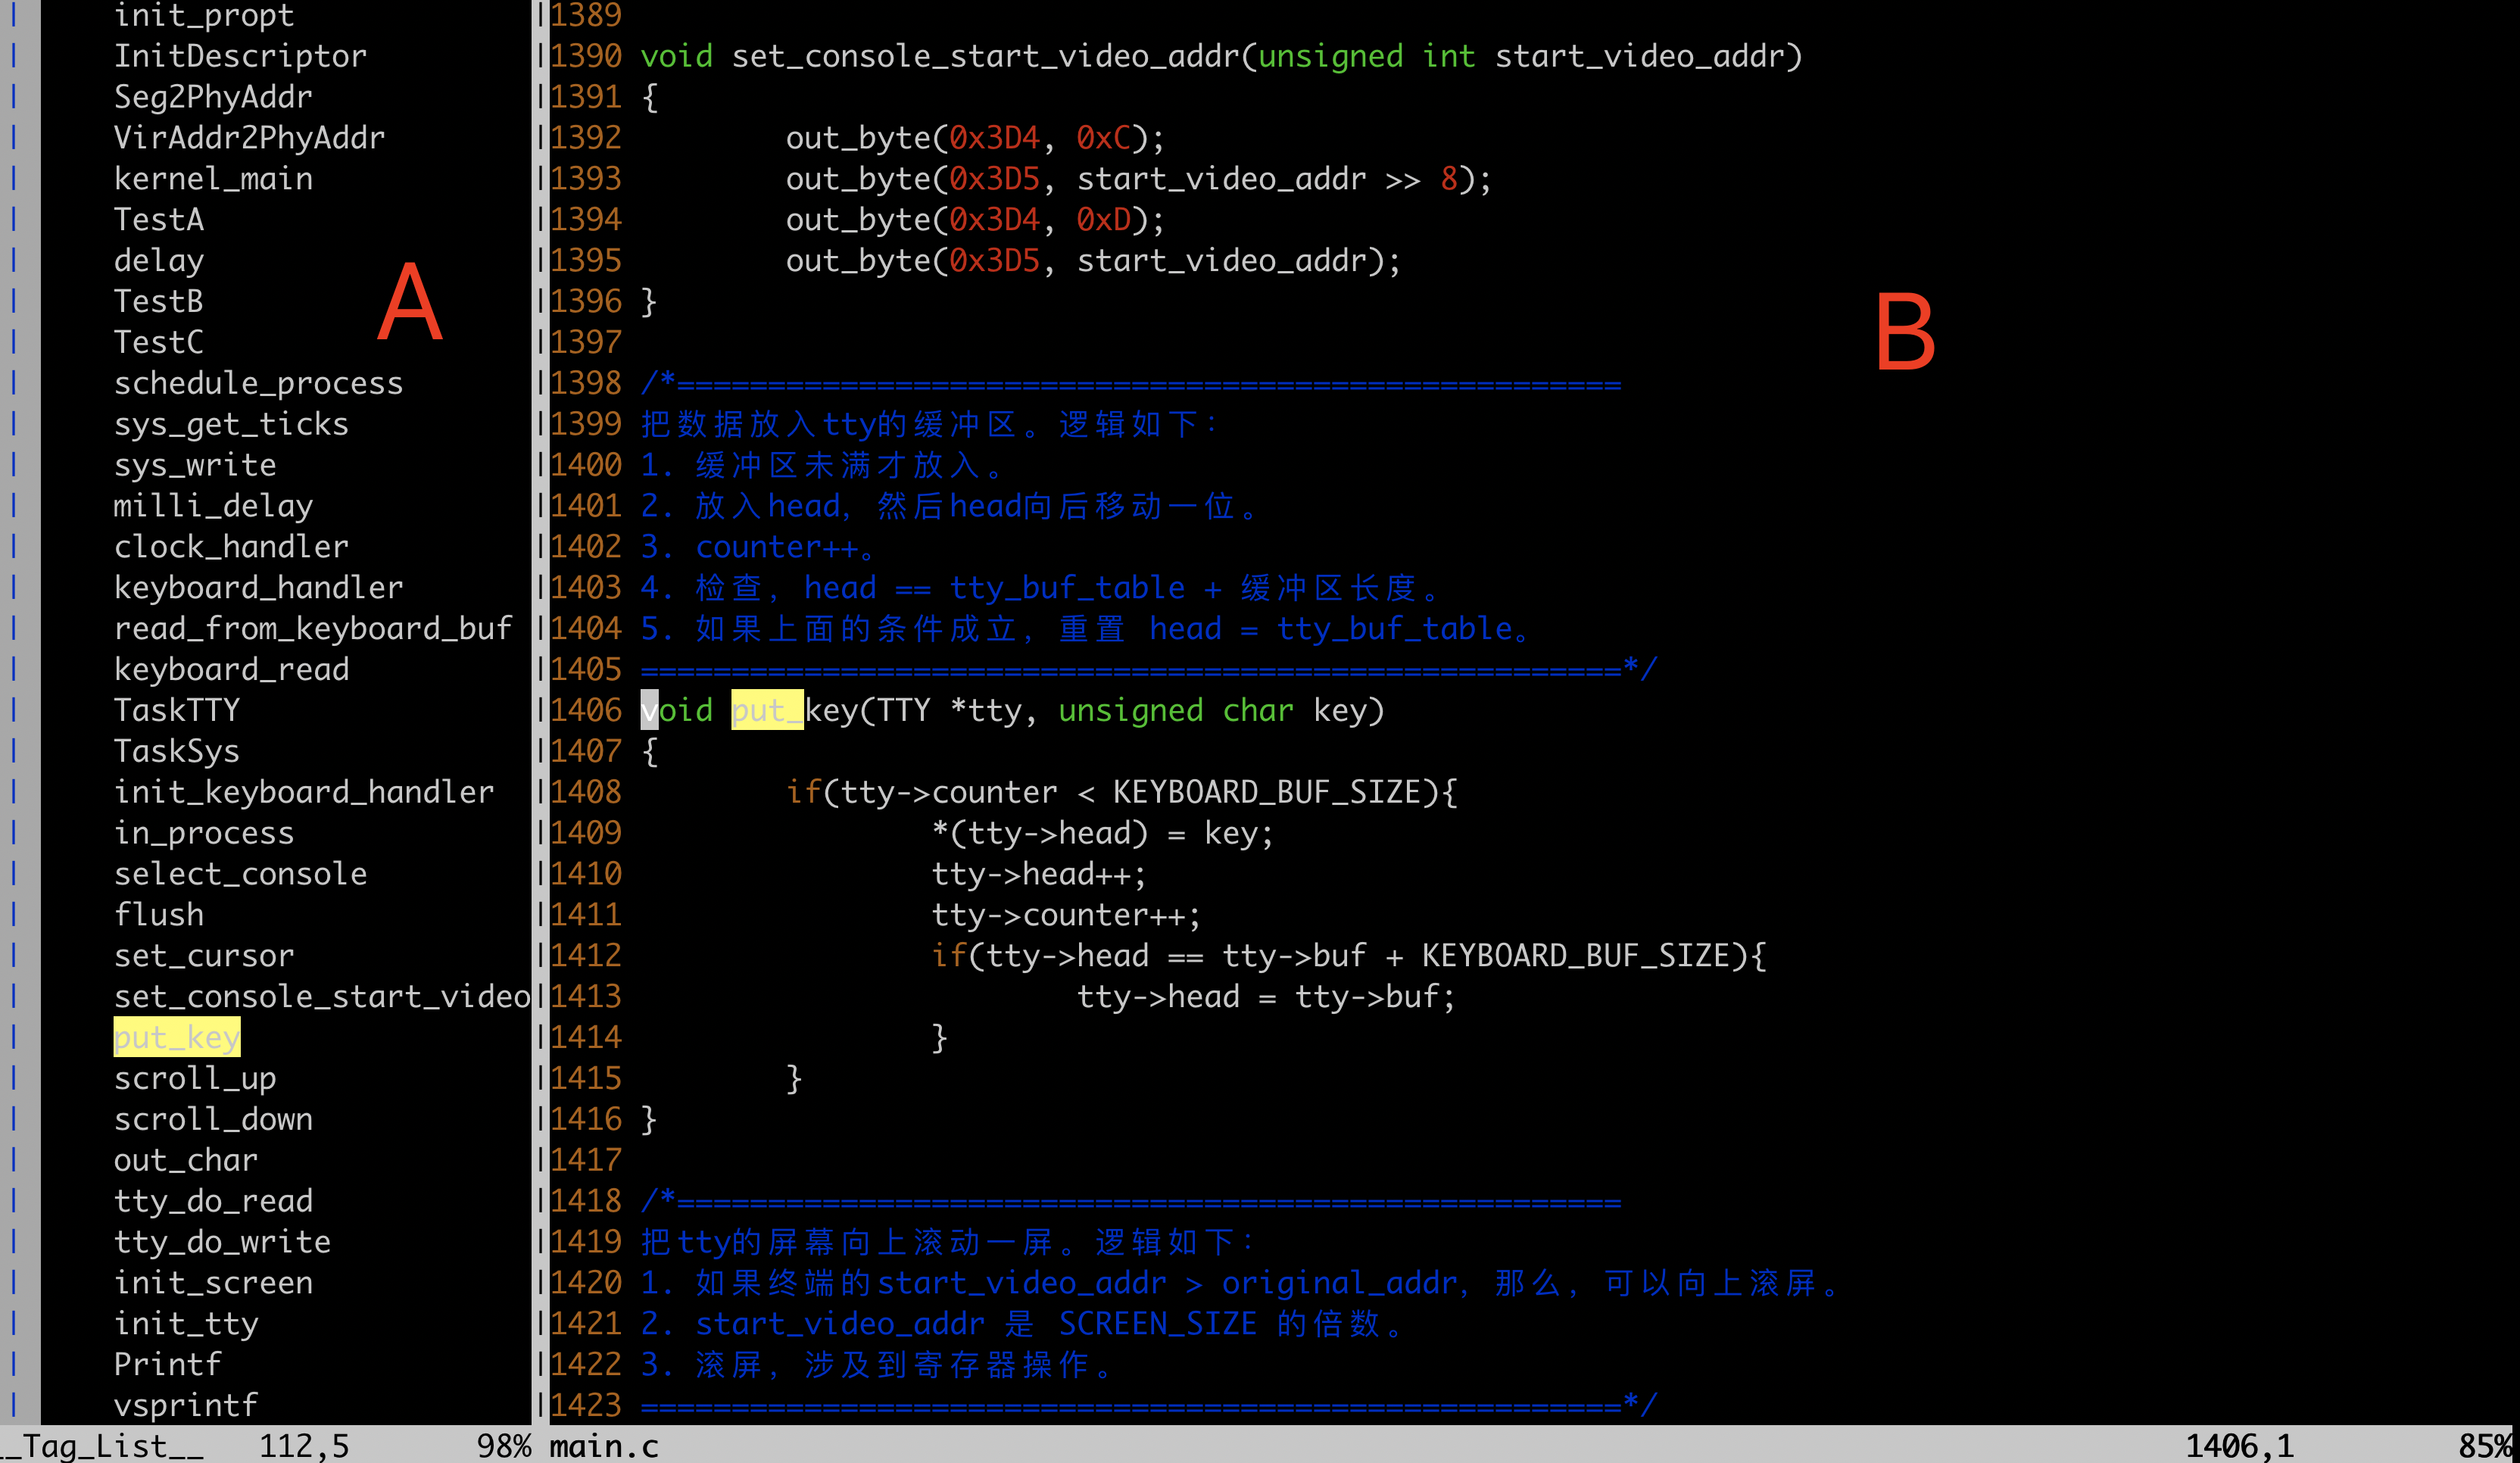 init_propt
InitDescriptor
Seg2PhyAddr
VirAddr2PhyAddr
kernel_main
TestA
delay
TestB
TestC
schedule_process
sys_get_ticks
sys_write
milli_delay
clock_handler
keyboard_handler
read_from_keyboard_buf
keyboard_read
TaskTTY
TaskSys
init_keyboard_handler
in_process
select_console
flush
set_cursor
set_console_start_video
put_key
scroll_up
scroll_down
out_char
tty_do_read
tty_do_write
init_screen
init_tty
Printf
vsprintf
__Tag_List__ 112,5 98%
A
1389
1390 void set_console_start_video_addr(unsigned int start_video_addr)
1391 {
1392         out_byte(0x3D4, 0xC);
1393         out_byte(0x3D5, start_video_addr >> 8);
1394         out_byte(0x3D4, 0xD);
1395         out_byte(0x3D5, start_video_addr);
1396 }
1397
1398 /*====================================================
1399 把数据放入tty的缓冲区。逻辑如下：
1400 1. 缓冲区未满才放入。
1401 2. 放入head，然后head向后移动一位。
1402 3. counter++。
1403 4. 检查，head == tty_buf_table + 缓冲区长度。
1404 5. 如果上面的条件成立，重置 head = tty_buf_table。
1405 ======================================================*/
1406 void put_key(TTY *tty, unsigned char key)
1407 {
1408         if(tty->counter < KEYBOARD_BUF_SIZE){
1409                 *(tty->head) = key;
1410                 tty->head++;
1411                 tty->counter++;
1412                 if(tty->head == tty->buf + KEYBOARD_BUF_SIZE){
1413                         tty->head = tty->buf;
1414                 }
1415         }
1416 }
1417
1418 /*====================================================
1419 把tty的屏幕向上滚动一屏。逻辑如下：
1420 1. 如果终端的start_video_addr > original_addr，那么，可以向上滚屏。
1421 2. start_video_addr 是 SCREEN_SIZE 的倍数。
1422 3. 滚屏，涉及到寄存器操作。
1423 ======================================================*/
B
main.c 1406,1 85%